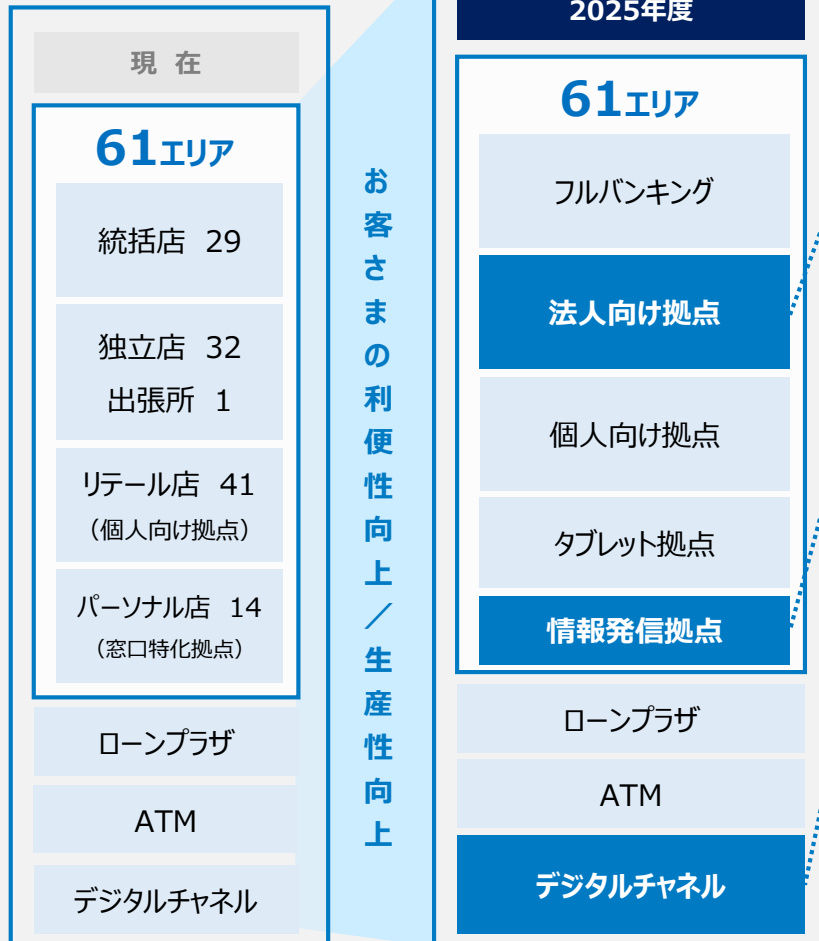 現 在
61エリア
統括店 29
独立店 32
出張所 1
リテール店 41
（個人向け拠点）
パーソナル店 14
（窓口特化拠点）
ローンプラザ
ATM
デジタルチャネル
お客さまの利便性向上／生産性向上
2025年度
61エリア
フルバンキング
法人向け拠点
個人向け拠点
タブレット拠点
情報発信拠点
ローンプラザ
ATM
デジタルチャネル